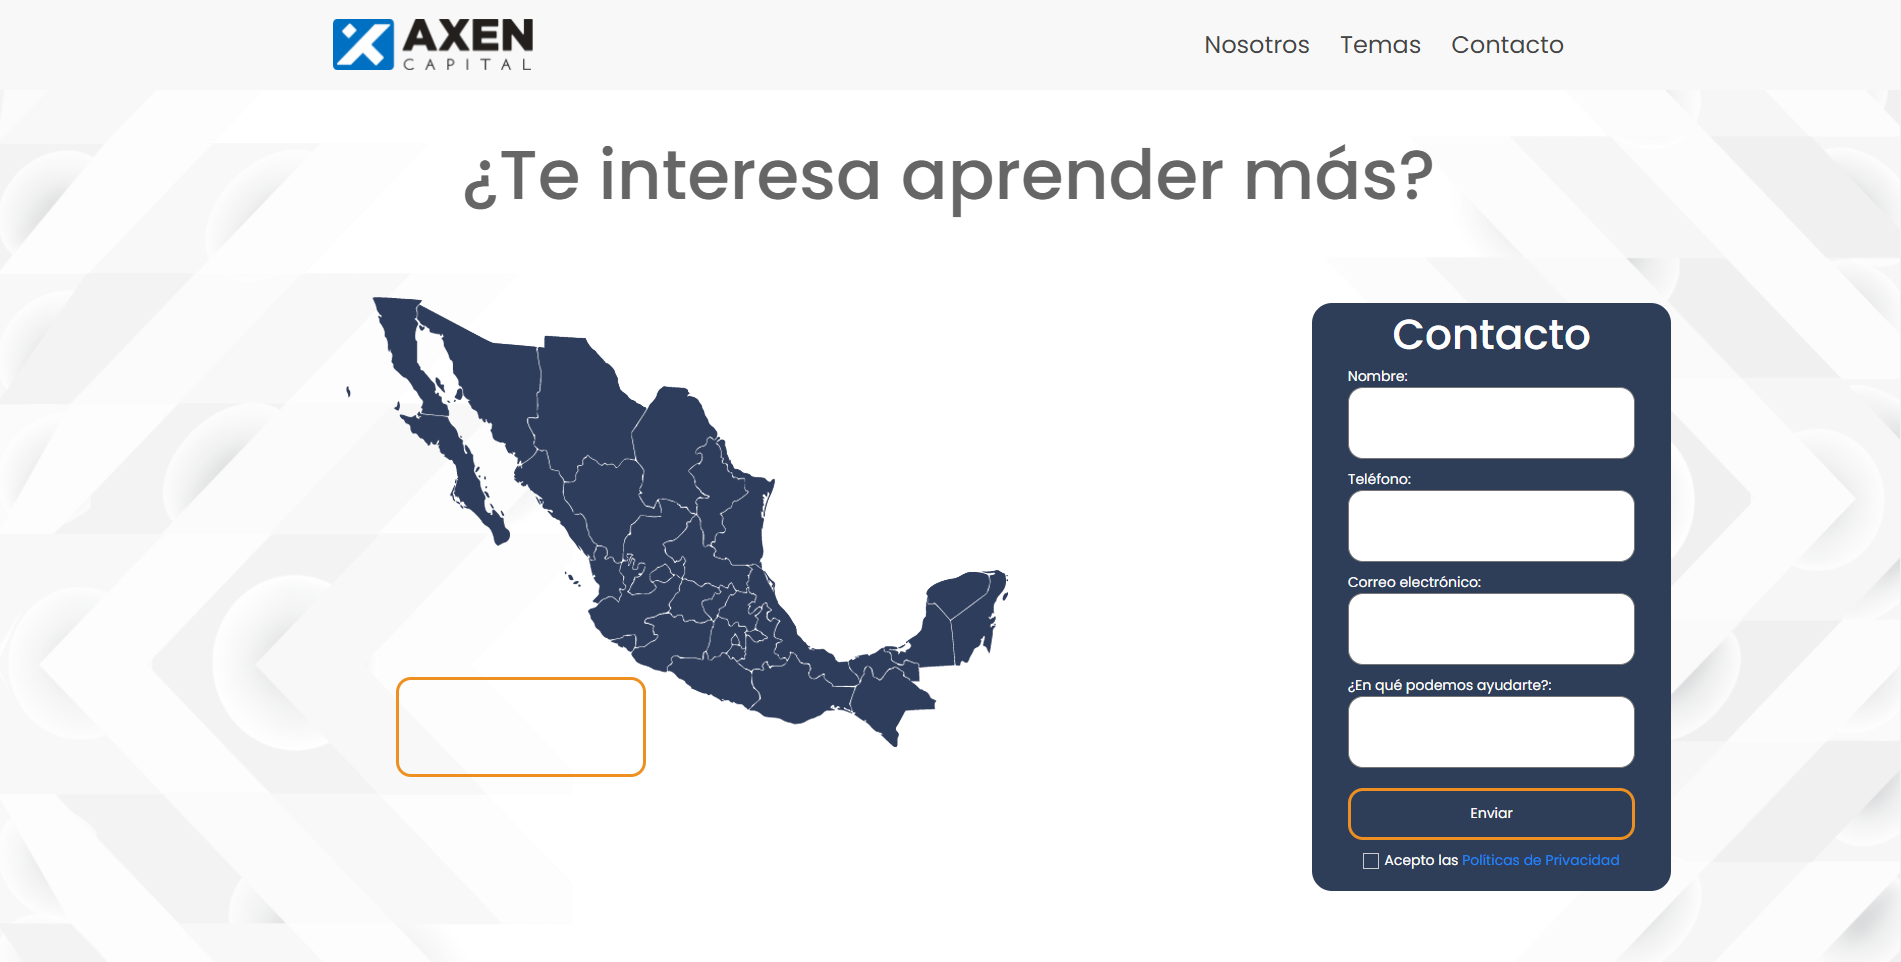 AXEN
CAPITAL
Nosotros Temas Contacto
¿Te interesa aprender más?
Contacto
Nombre:
Teléfono:
Correo electrónico:
¿En qué podemos ayudarte?:
Enviar
Acepto las Políticas de Privacidad